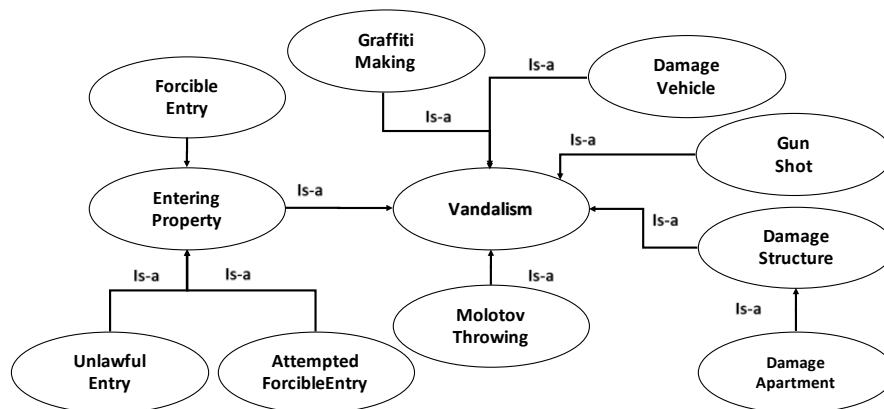 Graffiti
Making
Is-a
Damage
Vehicle
Forcible
Entry
Is-a
Is-a
Gun
Shot
Entering
Property
Is-a
Vandalism
Is-a
Damage
Structure
Is-a
Is-a
Is-a
Molotov
Throwing
Is-a
Unlawful
Entry
Attempted
ForcibleEntry
Damage
Apartment